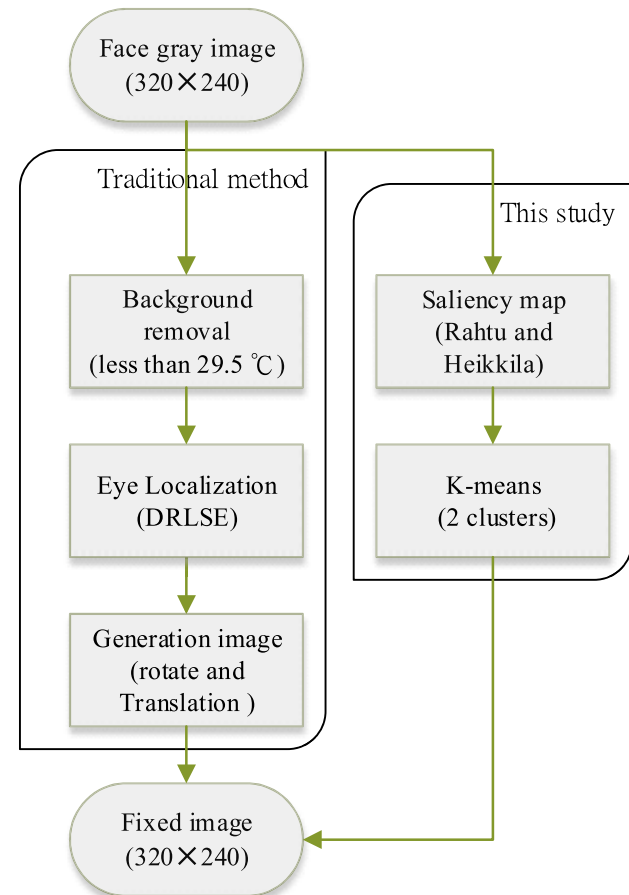 Face gray image
(320×240)
Traditional method
This study
Background
removal
(less than 29.5 ℃)
Saliency map
(Rahtu and
Heikkila)
Eye Localization
(DRLSE)
K-means
(2 clusters)
Generation image
(rotate and
Translation )
Fixed image
(320×240)